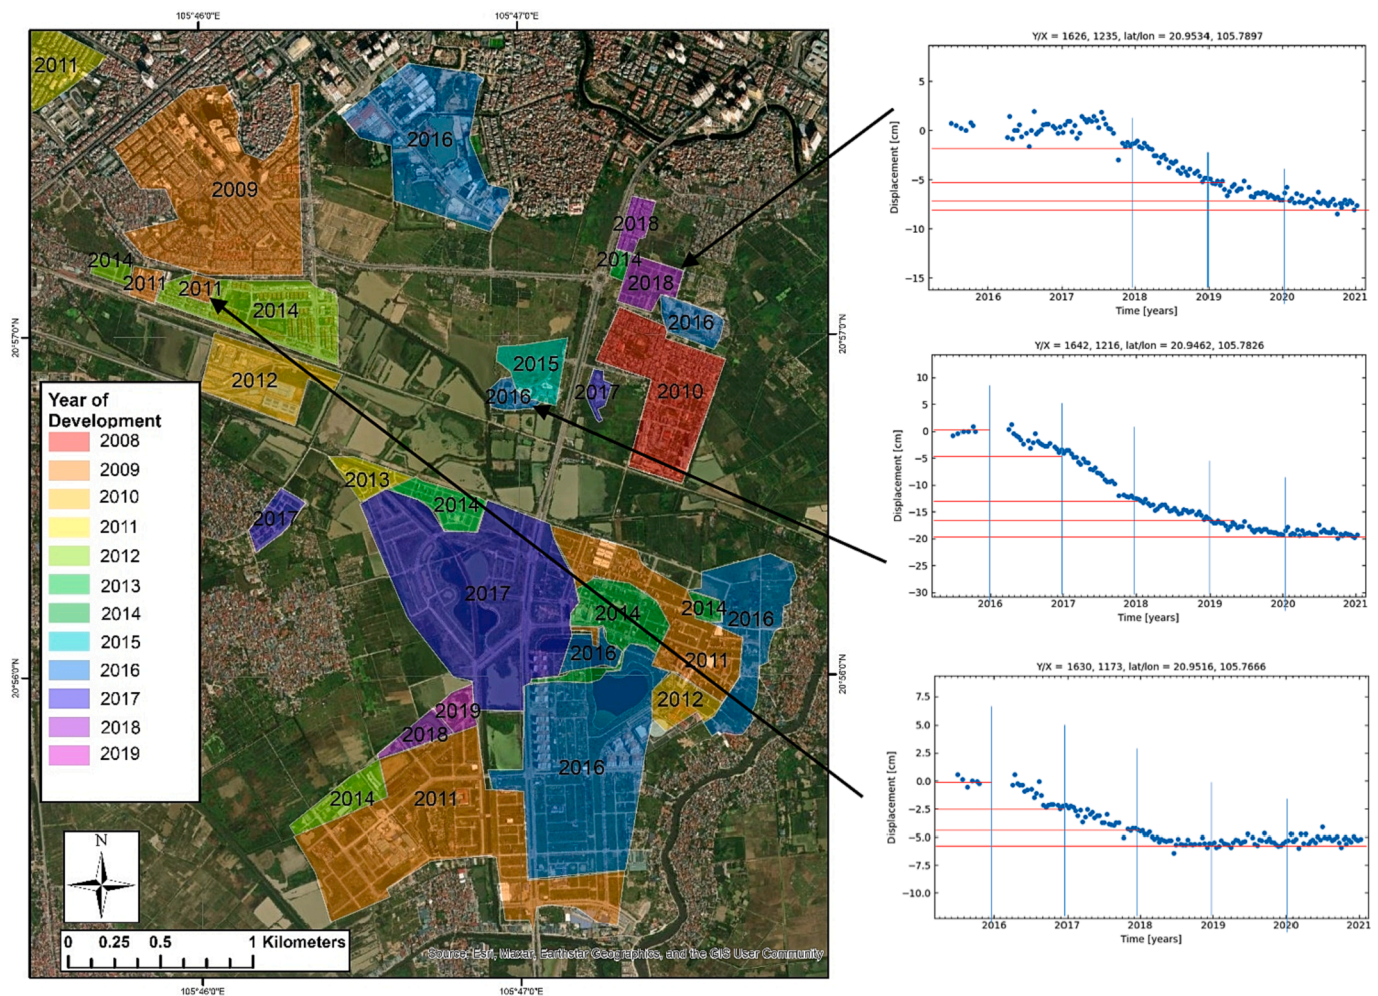 105°46'0"E
105°47'0"E
2011
2016
2009
2018
2014
2014
2018
2011
2011
2014
2016
20°57'0"N
20°57'0"N
2015
2012
2010
2016
2017
Year of
Development
2008
2009
2010
2011
2012
2013
2014
2015
2016
2017
2018
2019
2013
2014
2017
2017
2014
2014
2016
2016
2011
20°56'0"N
20°56'0"N
2012
2019
2018
2016
2014
2011
N
0 0.25 0.5 1 Kilometers
Source: Esri, Maxar, Earthstar Geographics, and the GIS User Community
105°46'0"E
105°47'0"E
Y/X = 1626, 1235, lat/lon = 20.9534, 105.7897
Displacement [cm]
5
0
−5
−10
−15
2016 2017 2018 2019 2020 2021
Time [years]
Y/X = 1642, 1216, lat/lon = 20.9462, 105.7826
Displacement [cm]
10
5
0
−5
−10
−15
−20
−25
−30
2016 2017 2018 2019 2020 2021
Time [years]
Y/X = 1630, 1173, lat/lon = 20.9516, 105.7666
Displacement [cm]
7.5
5.0
2.5
0.0
−2.5
−5.0
−7.5
−10.0
2016 2017 2018 2019 2020 2021
Time [years]